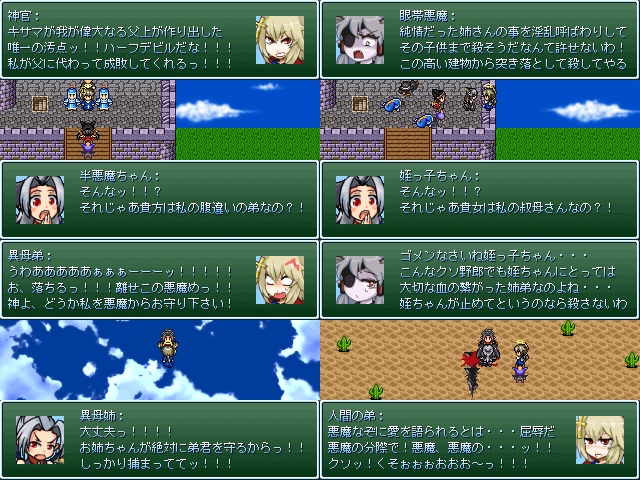 神官：
キサマが我が偉大なる父上が作り出した
唯一の汚点ッ！！ハーフデビルだな！！！
私が父に代わって成敗してくれるっ！！！
眼帯悪魔：
純情だった姉さんの事を淫乱呼ばわりして
その子供まで殺そうだなんて許せないわ！
この高い建物から突き落として殺してやる
半悪魔ちゃん：
そんなッ！！？
それじゃあ貴方は私の腹違いの弟なの？！
姪っ子ちゃん：
そんなッ！！？
それじゃあ貴女は私の叔母さんなの？！
異母弟：
うわああああぁぁぁーーーッ！！！！！
お、落ちるっ！！！離せこの悪魔めっ！！
神よ、どうか私を悪魔からお守り下さい！
ゴメンなさいね姪っ子ちゃん・・・
こんなクソ野郎でも姪ちゃんにとっては
大切な血の繋がった姉弟なのよね・・・
姪ちゃんが止めてというのなら殺さないわ
異母姉：
大丈夫っ！！！！
お姉ちゃんが絶対に弟君を守るからっ！！
しっかり捕まっててッ！！！！
人間の弟：
悪魔なぞに愛を語られるとは・・・屈辱だ
悪魔の分際で！悪魔、悪魔の・・・ッ！！
クソッ！くそぉぉぉおおお～っ！！！